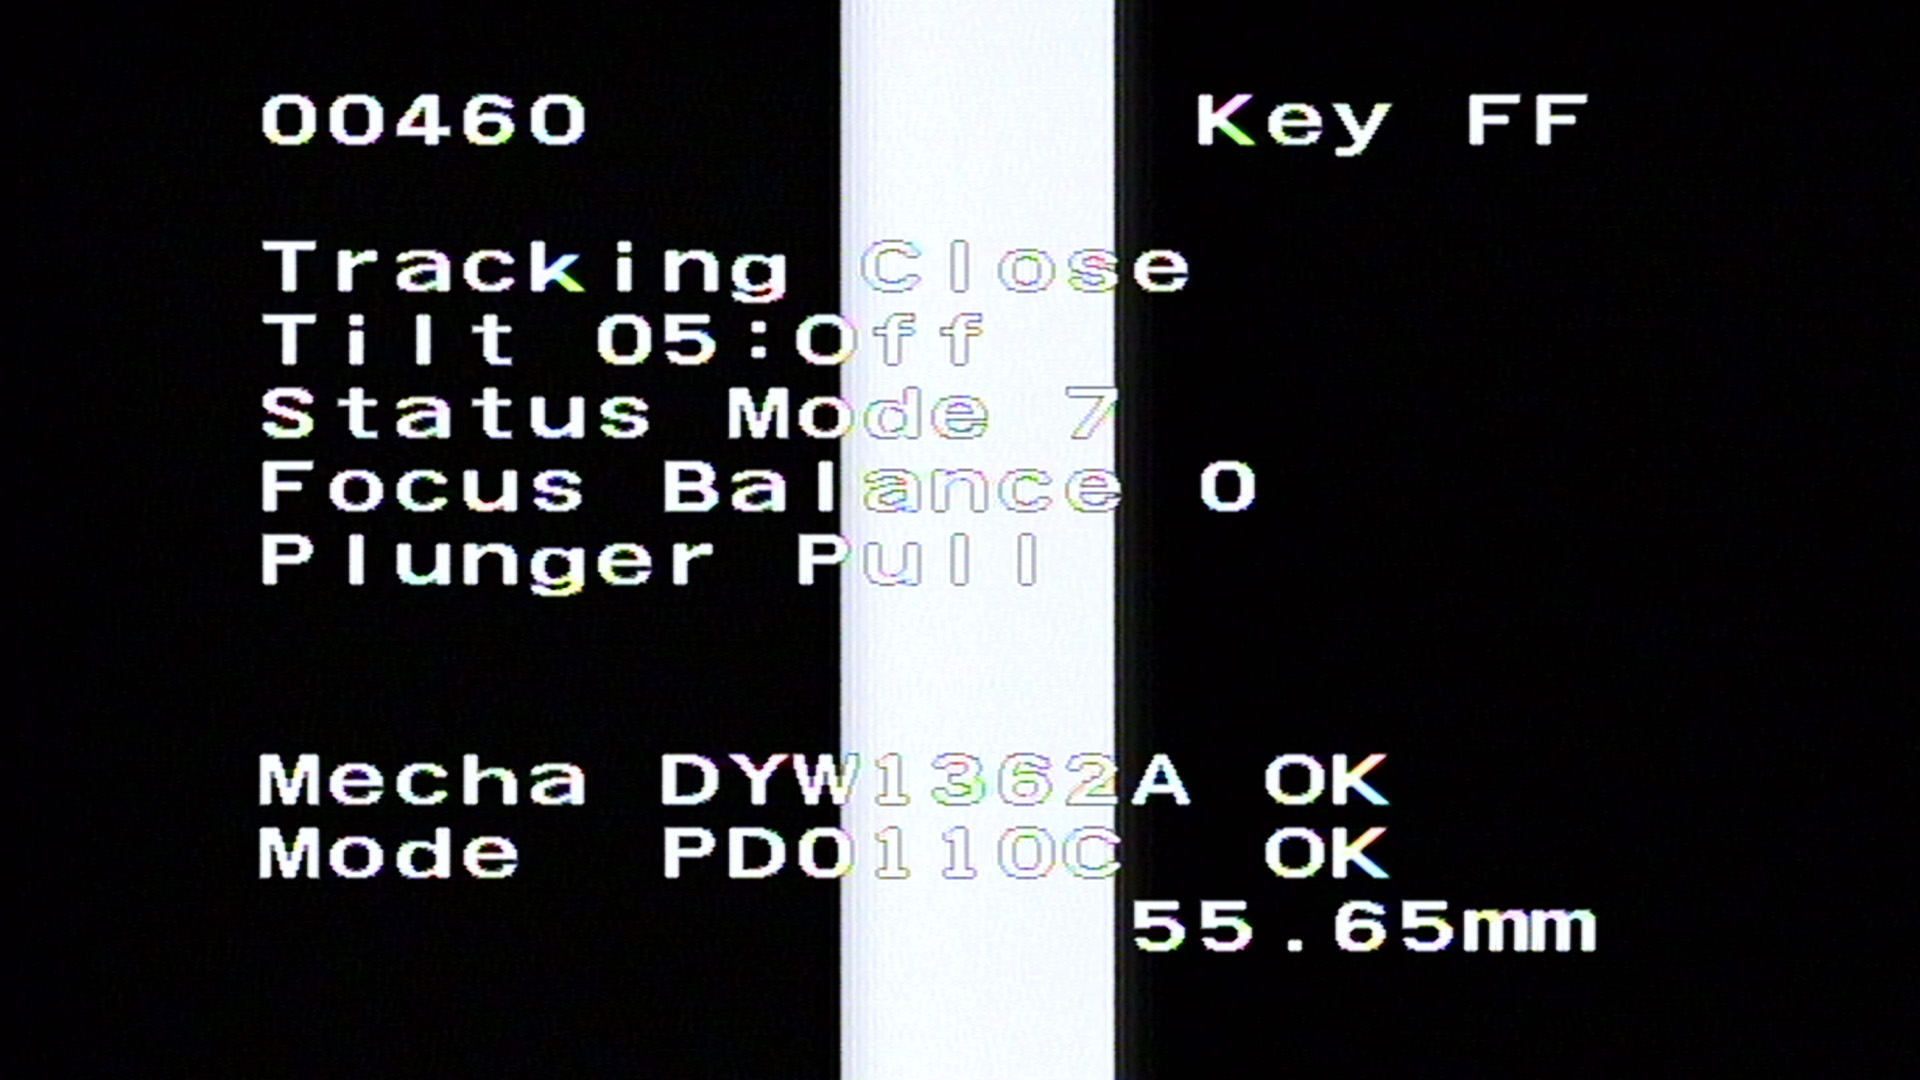 00460 Key FF
Tracking Close
Tilt 05:Off
Status Mode 7
Focus Balance 0
Plunger Pull
Mecha DYW1362A OK
Mode PD0110C OK
55.65mm